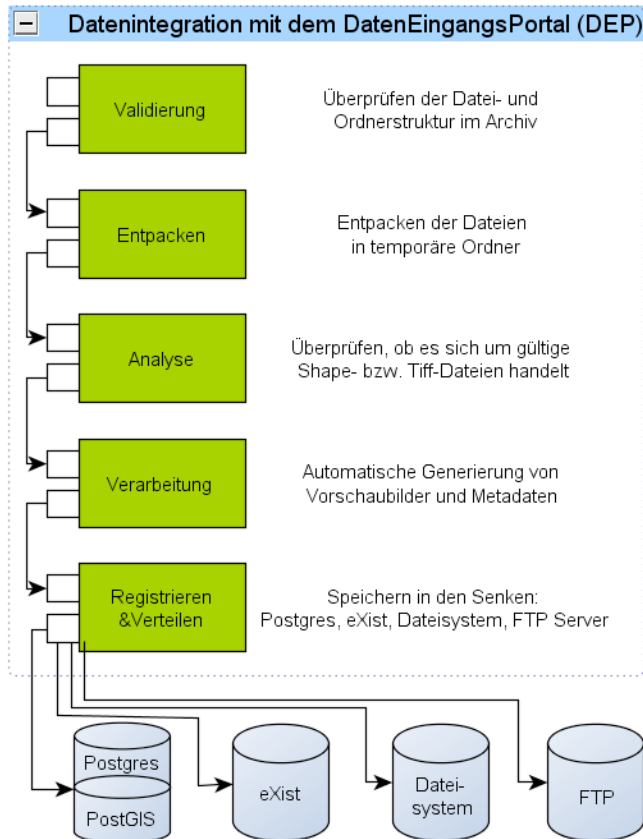 Datenintegration mit dem DatenEingangsPortal (DEP)
Validierung
Überprüfen der Datei- und
Ordnerstruktur im Archiv
Entpacken
Entpacken der Dateien
in temporäre Ordner
Analyse
Überprüfen, ob es sich um gültige
Shape- bzw. Tiff-Dateien handelt
Verarbeitung
Automatische Generierung von
Vorschaubilder und Metadaten
Registrieren
&Verteilen
Speichern in den Senken:
Postgres, eXist, Dateisystem, FTP Server
Postgres
PostGIS
eXist
Datei-
system
FTP